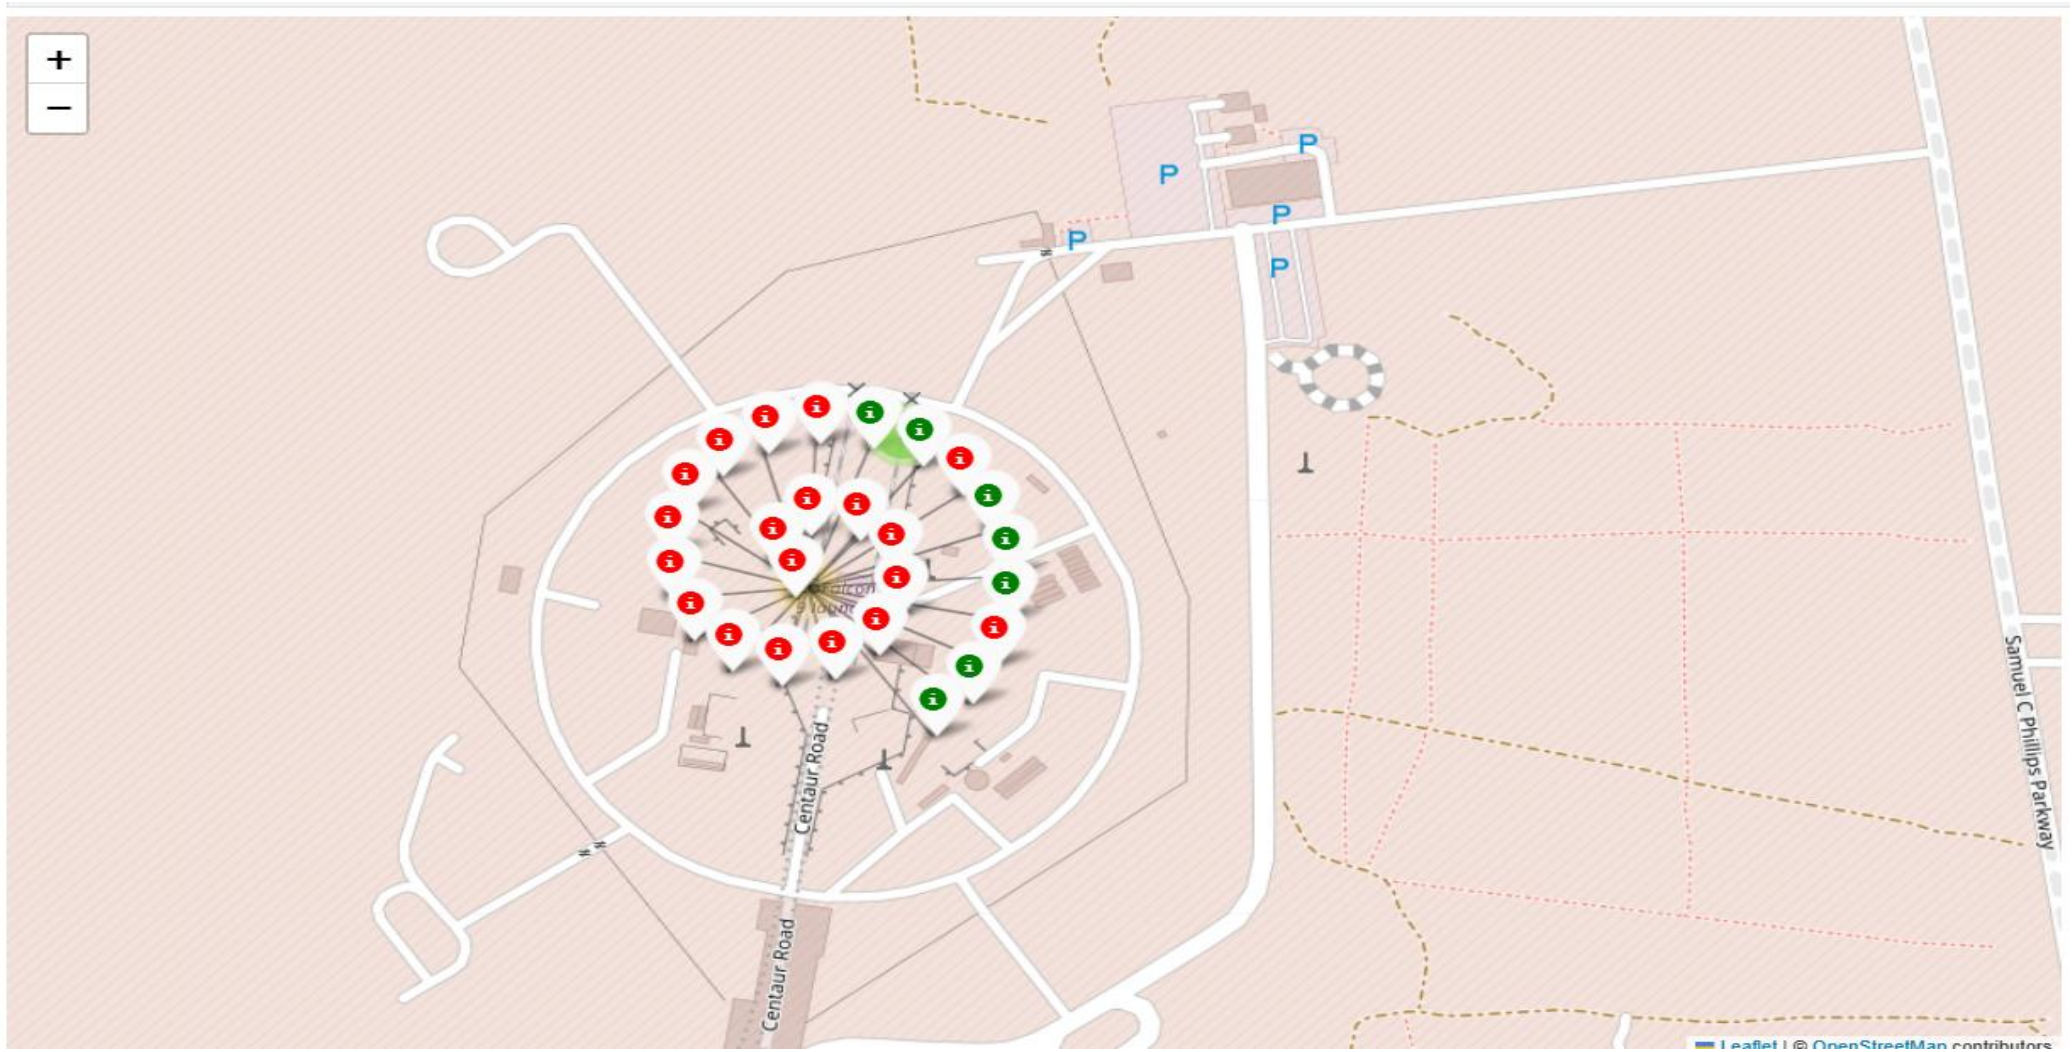 +
−
P
P
P
P
P
Centaur Road
Centaur Road
Samuel C Phillips Parkway
Leaflet | © OpenStreetMap contributors